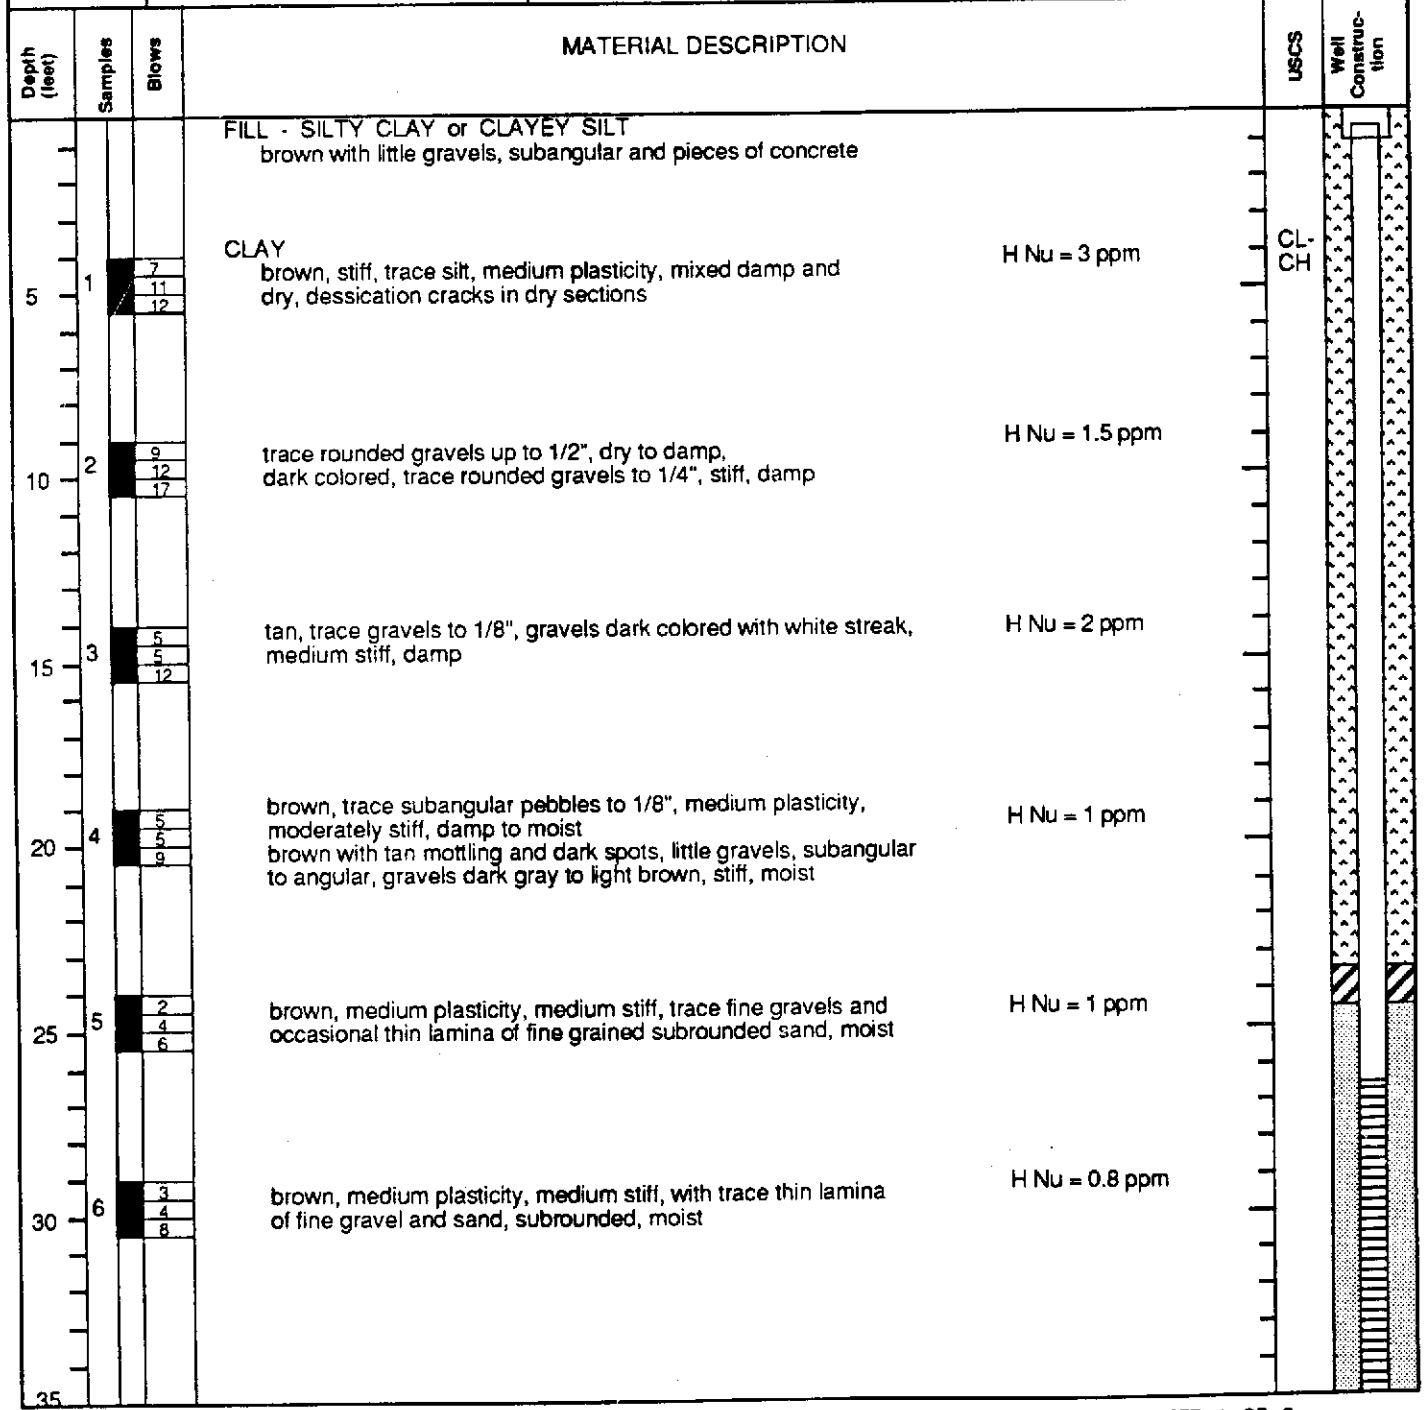 Depth (feet)
Samples
Blows
MATERIAL DESCRIPTION
USCS
Well Construc-
tion
FILL - SILTY CLAY or CLAYEY SILT
brown with little gravels, subangular and pieces of concrete
CLAY
H Nu = 3 ppm
CL-
CH
1
7
brown, stiff, trace silt, medium plasticity, mixed damp and
5
11
dry, dessication cracks in dry sections
12
H Nu = 1.5 ppm
2
9
trace rounded gravels up to 1/2", dry to damp,
10
12
dark colored, trace rounded gravels to 1/4", stiff, damp
17
3
5
tan, trace gravels to 1/8", gravels dark colored with white streak,
H Nu = 2 ppm
15
5
medium stiff, damp
12
brown, trace subangular pebbles to 1/8", medium plasticity,
H Nu = 1 ppm
4
5
moderately stiff, damp to moist
20
5
brown with tan mottling and dark spots, little gravels, subangular
9
to angular, gravels dark gray to light brown, stiff, moist
5
2
brown, medium plasticity, medium stiff, trace fine gravels and
H Nu = 1 ppm
25
4
occasional thin lamina of fine grained subrounded sand, moist
6
H Nu = 0.8 ppm
6
3
brown, medium plasticity, medium stiff, with trace thin lamina
30
4
of fine gravel and sand, subrounded, moist
8
35